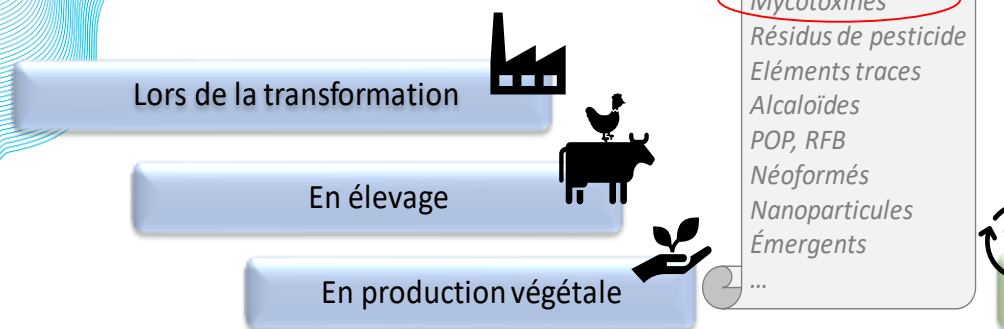 Mycotoxines
Résidus de pesticide
Eléments traces
Alcaloïdes
POP, RFB
Néoformés
Nanoparticules
Émergents
...
Lors de la transformation
En élevage
En production végétale